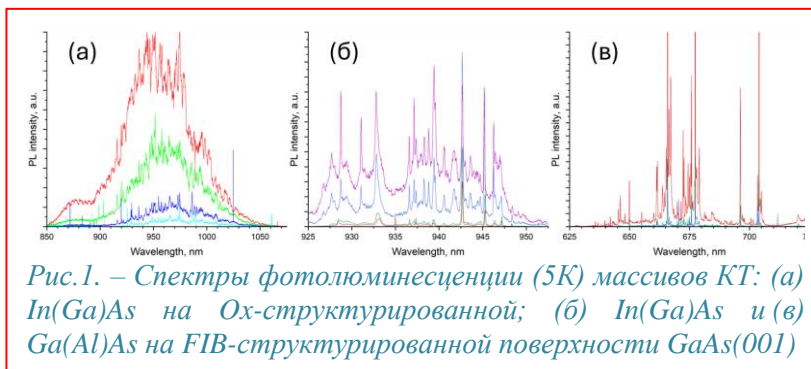 (а)
(б)
(в)
PL intensity, a.u.
PL intensity, a.u.
PL intensity, a.u.
850 900 950 1000 1050
925 930 935 940 945 950
625 650 675 700
Wavelength, nm
Wavelength, nm
Wavelength, nm
Рис.1. – Спектры фотолюминесценции (5К) массивов КТ: (а)
In(Ga)As на Ox-структурированной; (б) In(Ga)As и (в)
Ga(Al)As на FIB-структурированной поверхности GaAs(001)